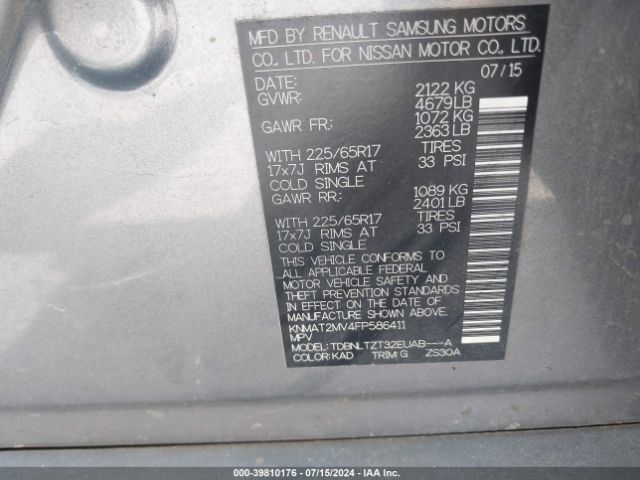 MFD BY RENAULT SAMSUNG MOTORS
CO., LTD. FOR NISSAN MOTOR CO., LTD.
DATE: 07/15
GVWR: 2122 KG
4679 LB
GAWR FR: 1072 KG
2363 LB
WITH 225/65R17 TIRES
17x7J RIMS AT 33 PSI
COLD SINGLE
GAWR RR: 1089 KG
2401 LB
WITH 225/65R17 TIRES
17x7J RIMS AT 33 PSI
COLD SINGLE
THIS VEHICLE CONFORMS TO
ALL APPLICABLE FEDERAL
MOTOR VEHICLE SAFETY AND
THEFT PREVENTION STANDARDS
IN EFFECT ON THE DATE OF
MANUFACTURE SHOWN ABOVE.
KNMAT2MV4FP586411
MPV
MODEL: TDBNLTZT32EUAB---A
COLOR: KAD TRIM: G ZS30A
000-39810176 - 07/15/2024 - IAA Inc.